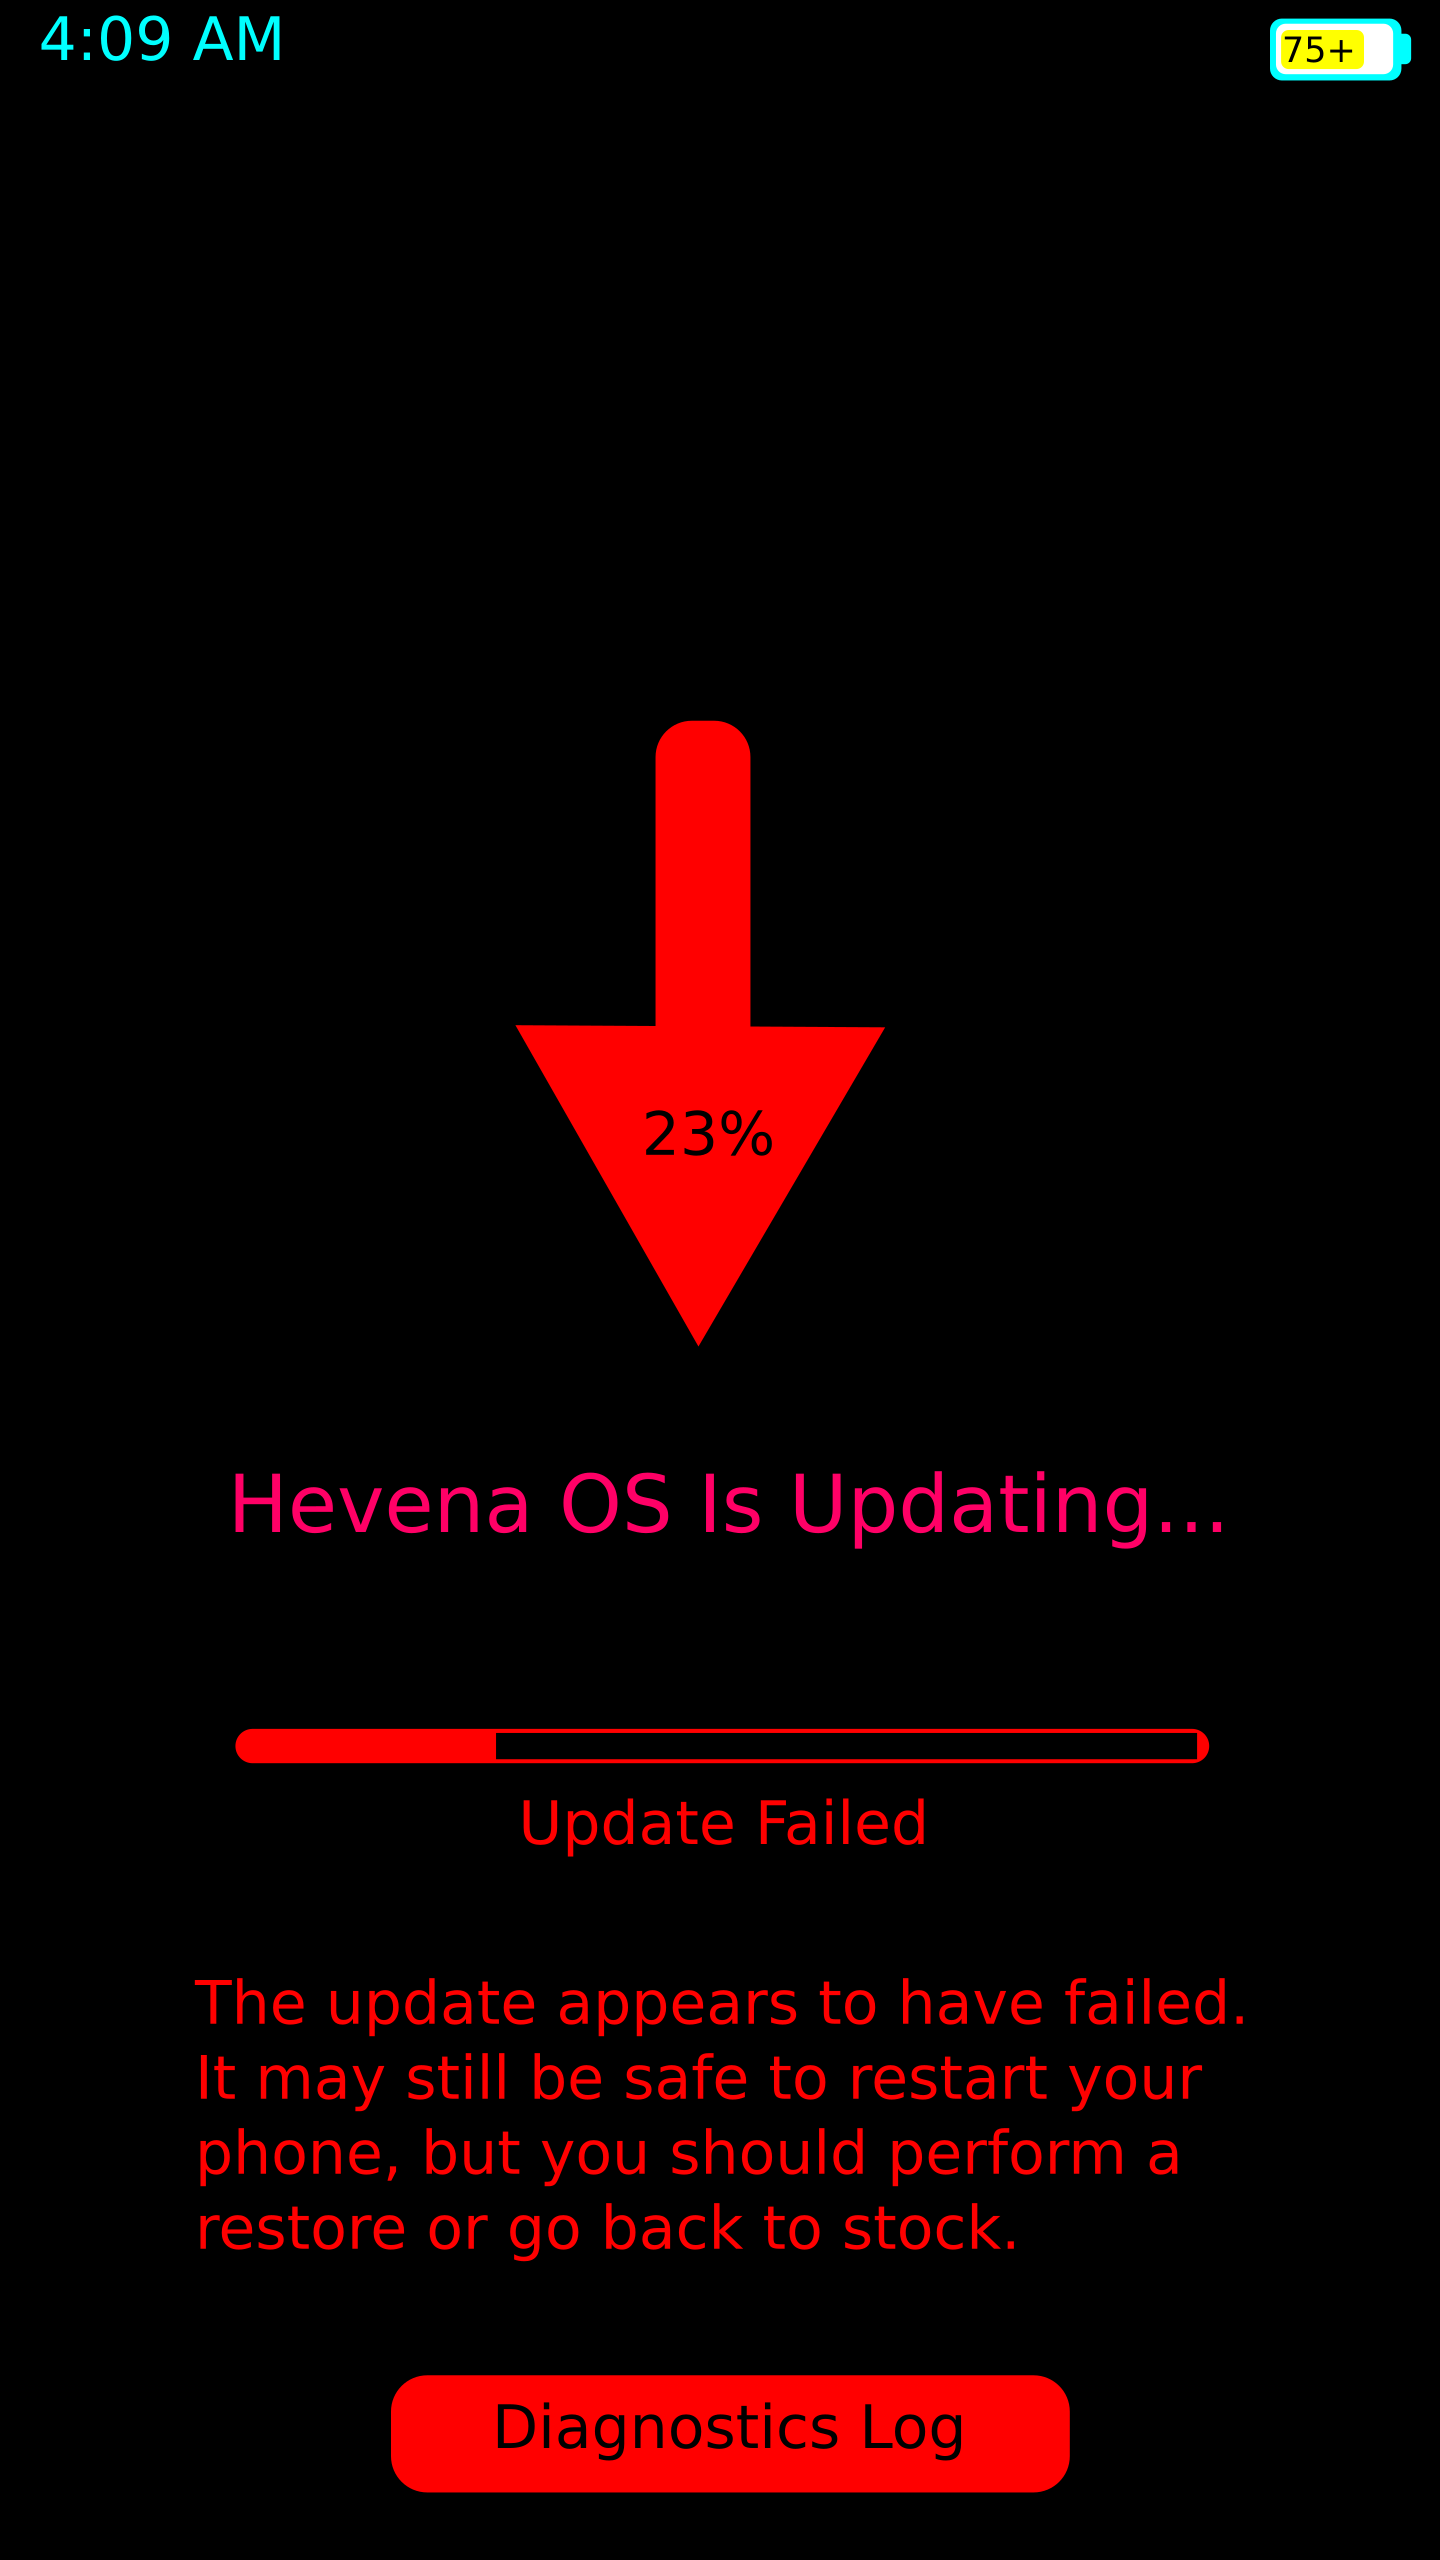 4:09 AM
75+
23%
Hevena OS Is Updating...
Update Failed
The update appears to have failed.
It may still be safe to restart your
phone, but you should perform a
restore or go back to stock.
Diagnostics Log